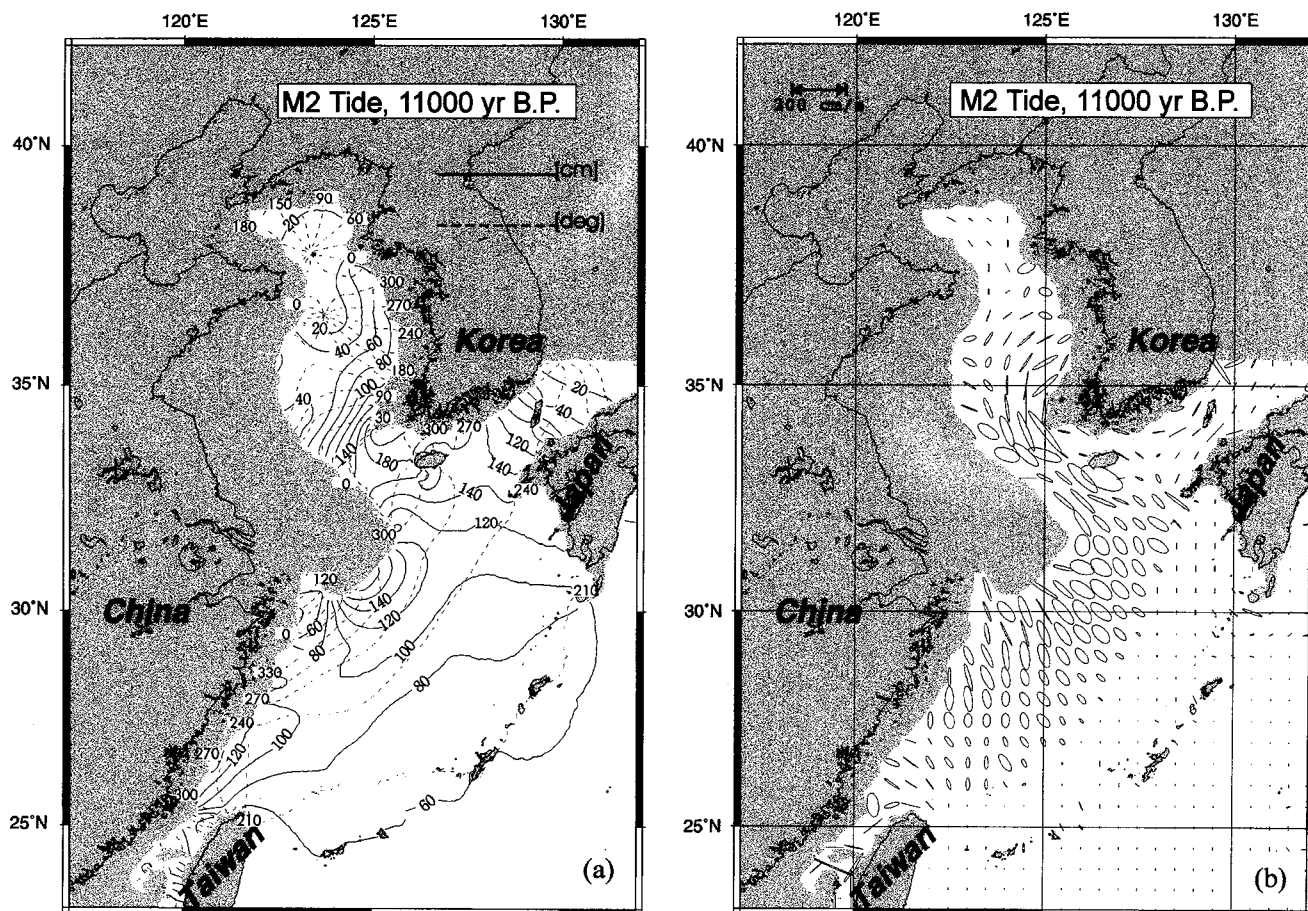 120°E 125°E 130°E
M2 Tide, 11000 yr B.P.
40°N
[cm]
[deg]
150 90
180 20 60
0
300
0 270
20 240
40 60
80
Korea
180
35°N
100
40 90
30
20
300 270 40
120
140
180 140
0
240
Japan
140
120
300
120
30°N
China
140
120
210
0 60
80
100
330
270
80
240
100
270 120
300
60
25°N
210
Taiwan
(a)
120°E 125°E 130°E
200 cm/s
M2 Tide, 11000 yr B.P.
40°N
Korea
35°N
Japan
30°N
China
25°N
Taiwan
(b)